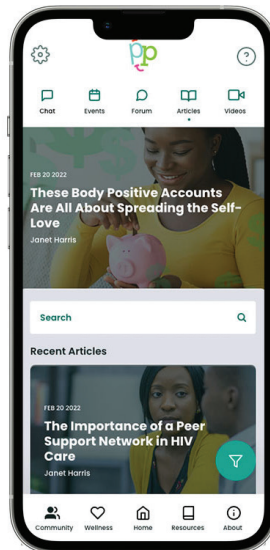 pp
Chat Events Forum Articles Videos
FEB 20 2022
These Body Positive Accounts
Are All About Spreading the Self-
Love
Janet Harris
Search
Recent Articles
FEB 20 2022
The Importance of a Peer
Support Network in HIV
Care
Janet Harris
Community Wellness Home Resources About